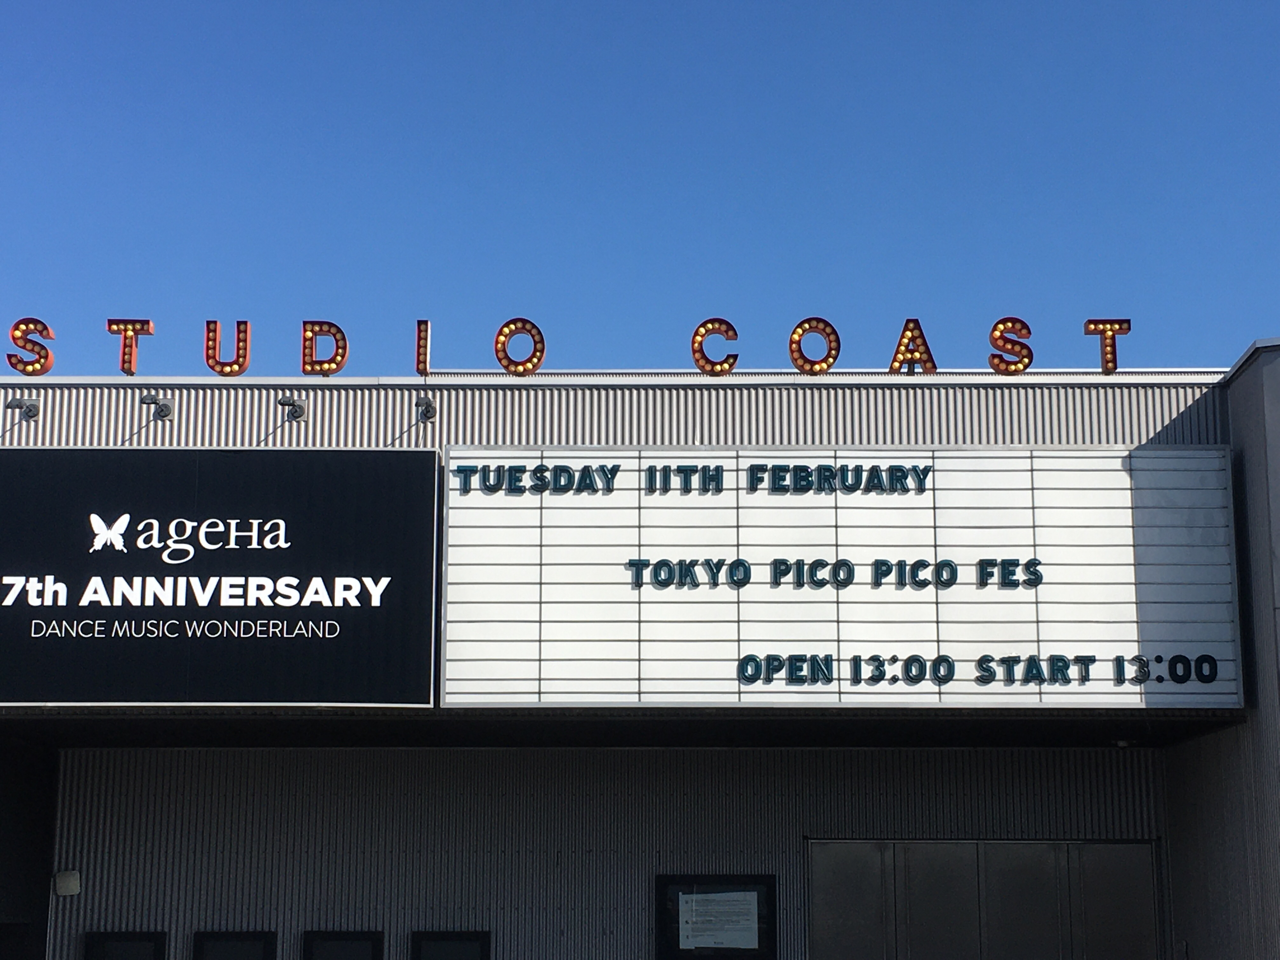 STUDIO COAST
ageHa
7th ANNIVERSARY
DANCE MUSIC WONDERLAND
TUESDAY 11TH FEBRUARY
TOKYO PICO PICO FES
OPEN 13:00 START 13:00